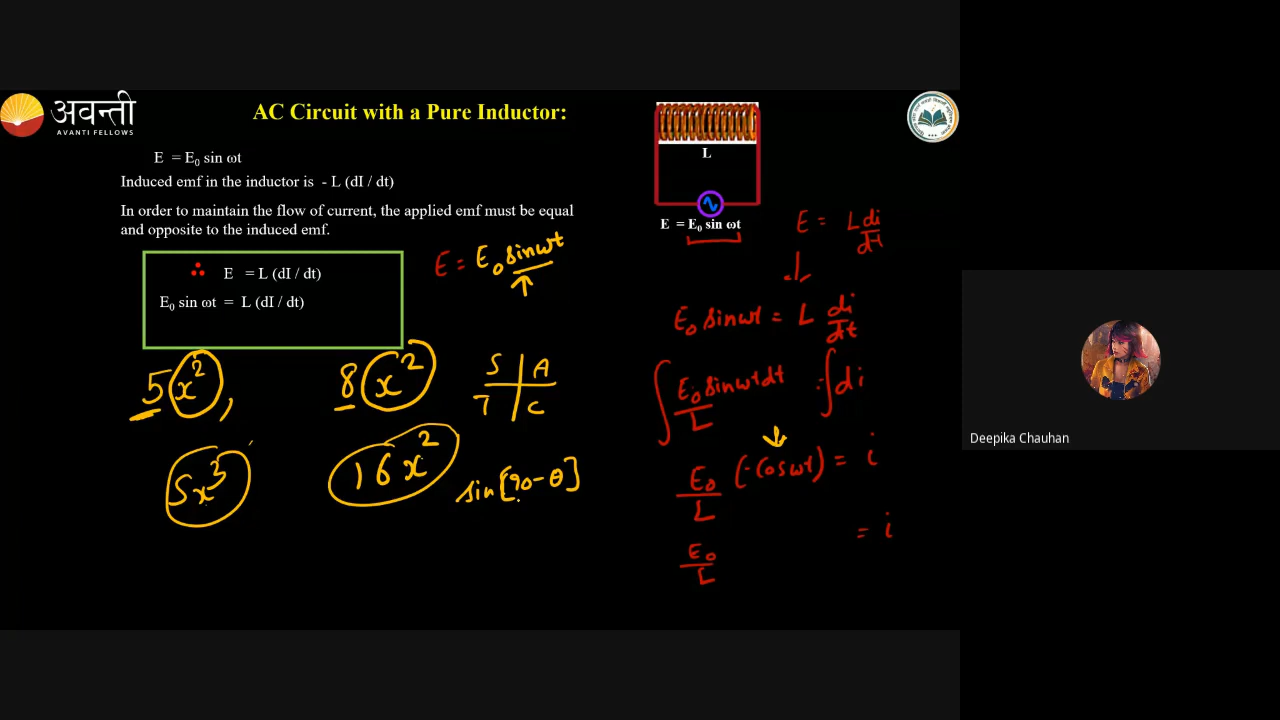 अवन्ती
AVANTI FELLOWS
AC Circuit with a Pure Inductor:
E = E₀ sin ωt
Induced emf in the inductor is - L (dI / dt)
In order to maintain the flow of current, the applied emf must be equal
and opposite to the induced emf.
∴ E = L (dI / dt)
E₀ sin ωt = L (dI / dt)
E = E₀ sinωt
5x², 8x²
5x³ 16x²
S A
T C
sin[90-θ]
L
E = E₀ sin ωt
E = L di/dt
E₀ sinωt = L di/dt
∫ E₀/L sinωt dt = ∫di
E₀/L (-cosωt) = i
E₀/L = i
Deepika Chauhan